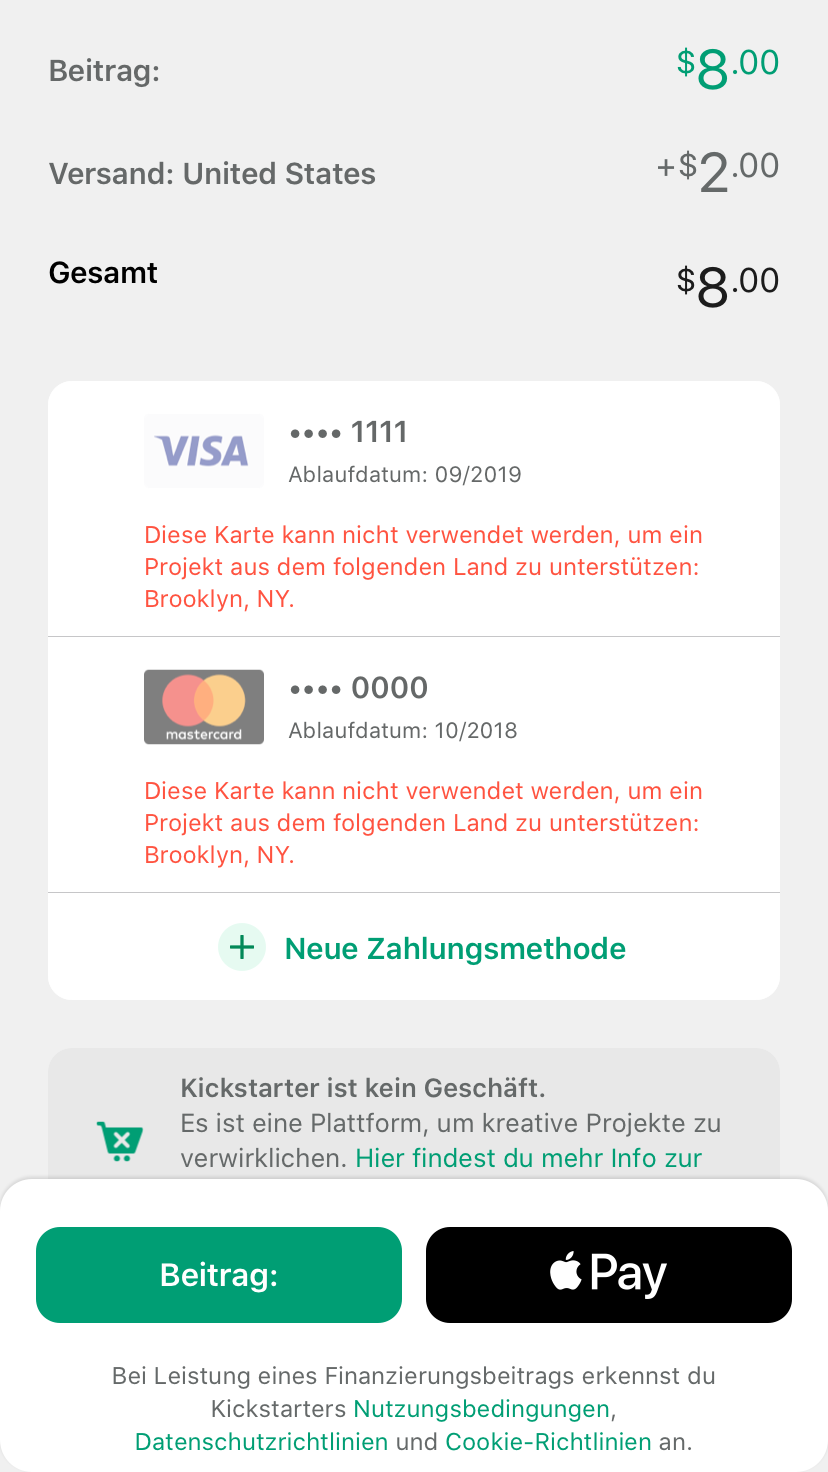 Beitrag:
$8.00
Versand: United States
+$2.00
Gesamt
$8.00
VISA
•••• 1111
Ablaufdatum: 09/2019
Diese Karte kann nicht verwendet werden, um ein
Projekt aus dem folgenden Land zu unterstützen:
Brooklyn, NY.
mastercard
•••• 0000
Ablaufdatum: 10/2018
Diese Karte kann nicht verwendet werden, um ein
Projekt aus dem folgenden Land zu unterstützen:
Brooklyn, NY.
+ Neue Zahlungsmethode
Kickstarter ist kein Geschäft.
Es ist eine Plattform, um kreative Projekte zu
verwirklichen. Hier findest du mehr Info zur
Beitrag:
Pay
Bei Leistung eines Finanzierungsbeitrags erkennst du
Kickstarters Nutzungsbedingungen,
Datenschutzrichtlinien und Cookie-Richtlinien an.